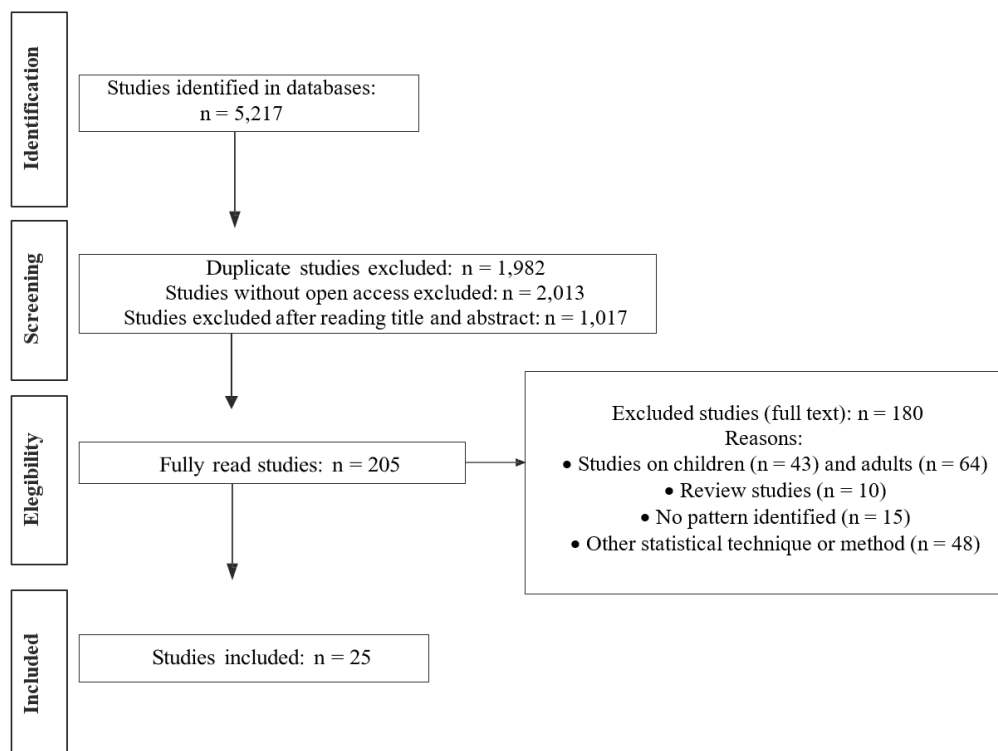 Identification
Studies identified in databases:
n = 5,217
Screening
Duplicate studies excluded: n = 1,982
Studies without open access excluded: n = 2,013
Studies excluded after reading title and abstract: n = 1,017
Elegibility
Fully read studies: n = 205
Excluded studies (full text): n = 180
Reasons:
• Studies on children (n = 43) and adults (n = 64)
• Review studies (n = 10)
• No pattern identified (n = 15)
• Other statistical technique or method (n = 48)
Included
Studies included: n = 25